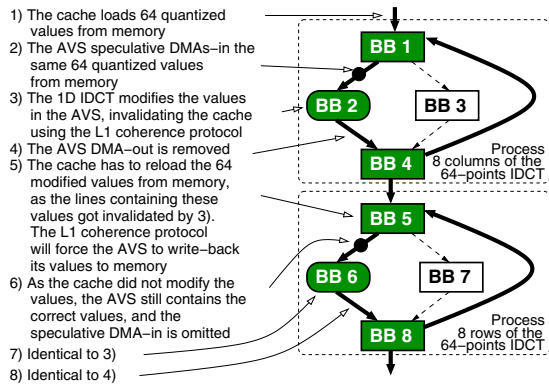 1) The cache loads 64 quantized
values from memory
2) The AVS speculative DMAs–in the
same 64 quantized values
from memory
3) The 1D IDCT modifies the values
in the AVS, invalidating the cache
using the L1 coherence protocol
4) The AVS DMA–out is removed
5) The cache has to reload the 64
modified values from memory,
as the lines containing these
values got invalidated by 3).
The L1 coherence protocol
will force the AVS to write–back
its values to memory
6) As the cache did not modify the
values, the AVS still contains the
correct values, and the
speculative DMA–in is omitted
7) Identical to 3)
8) Identical to 4)
BB 1
BB 2
BB 3
BB 4
Process
8 columns of the
64–points IDCT
BB 5
BB 6
BB 7
BB 8
Process
8 rows of the
64–points IDCT